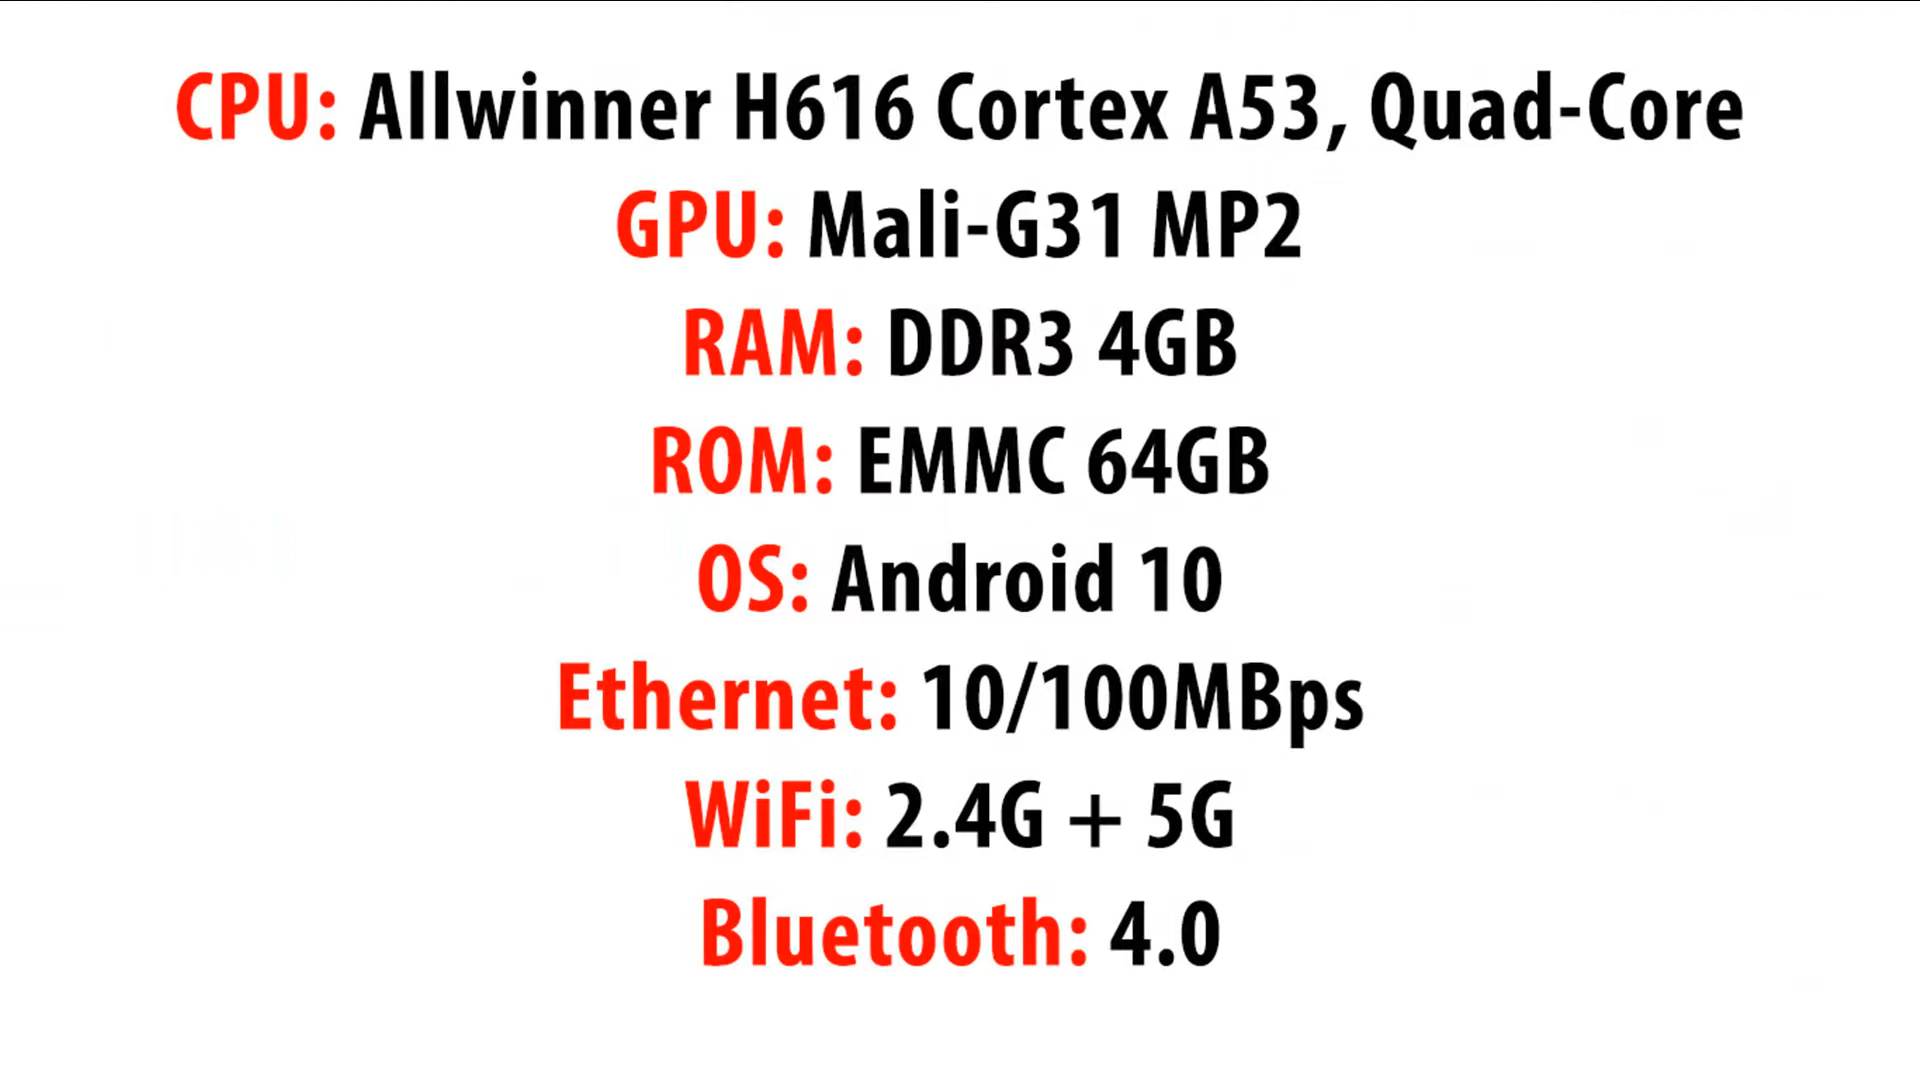 CPU: Allwinner H616 Cortex A53, Quad-Core
GPU: Mali-G31 MP2
RAM: DDR3 4GB
ROM: EMMC 64GB
OS: Android 10
Ethernet: 10/100MBps
WiFi: 2.4G + 5G
Bluetooth: 4.0